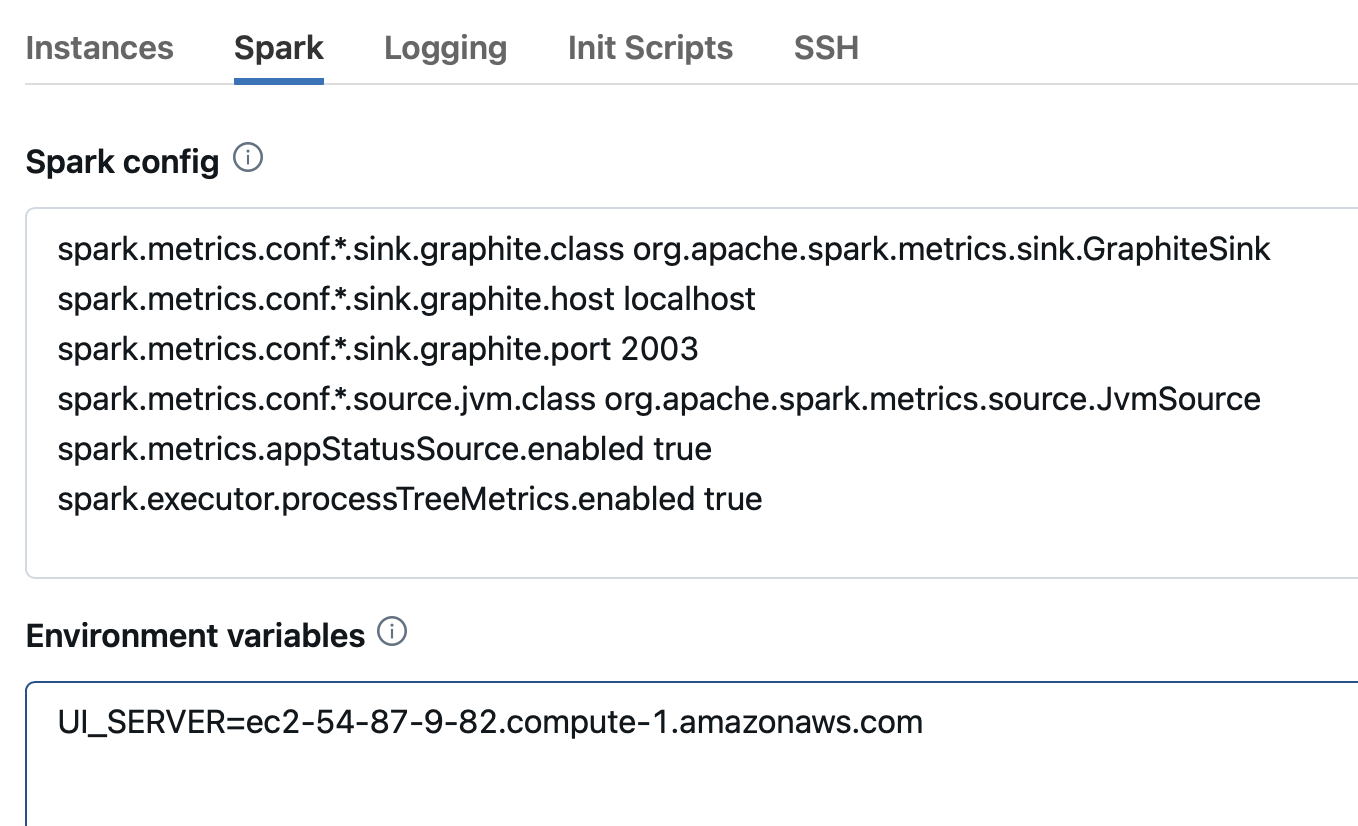 Instances Spark Logging Init Scripts SSH
Spark config
spark.metrics.conf.*.sink.graphite.class org.apache.spark.metrics.sink.GraphiteSink
spark.metrics.conf.*.sink.graphite.host localhost
spark.metrics.conf.*.sink.graphite.port 2003
spark.metrics.conf.*.source.jvm.class org.apache.spark.metrics.source.JvmSource
spark.metrics.appStatusSource.enabled true
spark.executor.processTreeMetrics.enabled true
Environment variables
UI_SERVER=ec2-54-87-9-82.compute-1.amazonaws.com